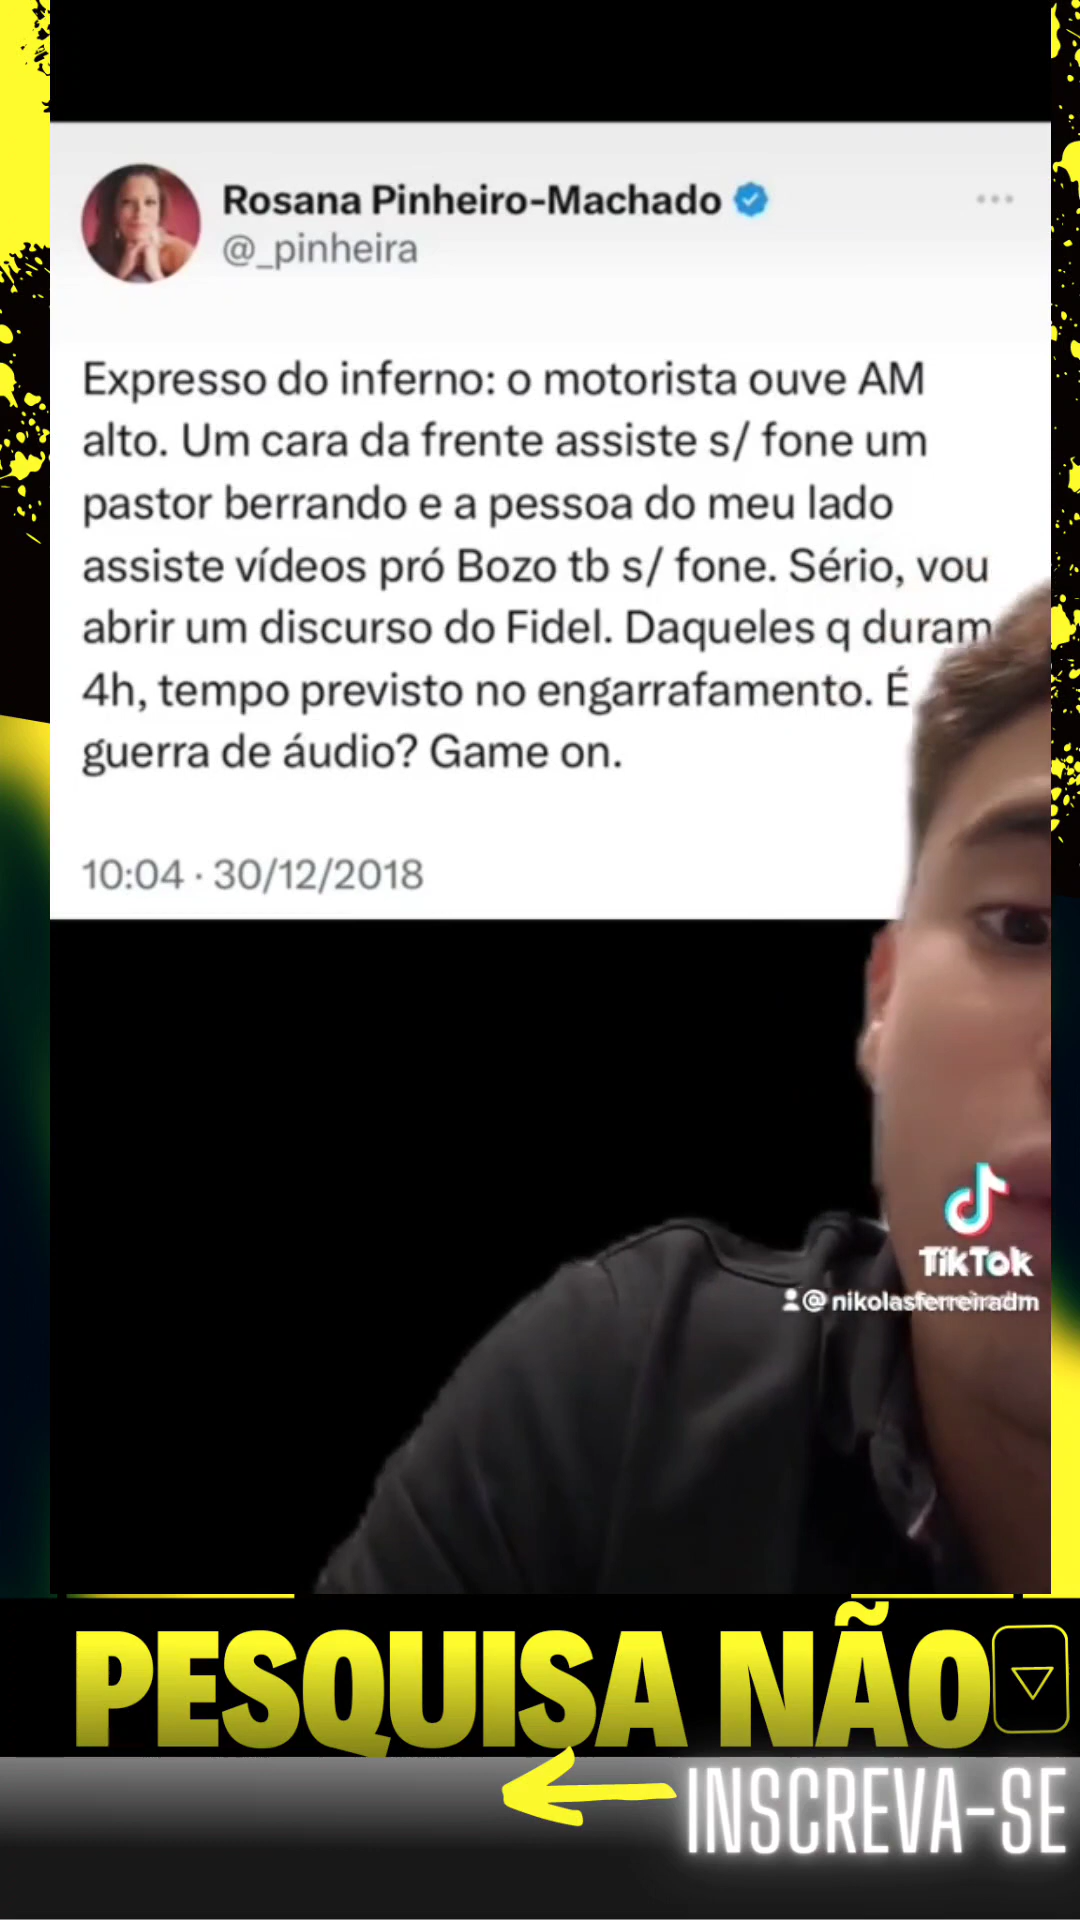 Rosana Pinheiro-Machado
@_pinheira
Expresso do inferno: o motorista ouve AM
alto. Um cara da frente assiste s/ fone um
pastor berrando e a pessoa do meu lado
assiste vídeos pró Bozo tb s/ fone. Sério, vou
abrir um discurso do Fidel. Daqueles q duram
4h, tempo previsto no engarrafamento. É
guerra de áudio? Game on.
10:04 · 30/12/2018
TikTok
@nikolasferreiradm
PESQUISA NÃO
INSCREVA-SE